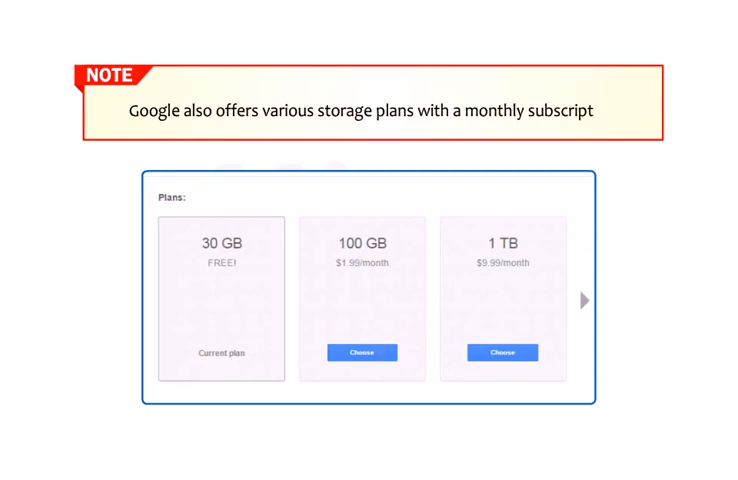 NOTE
Google also offers various storage plans with a monthly subscript
Plans:
30 GB
FREE!
Current plan
100 GB
$1.99/month
Choose
1 TB
$9.99/month
Choose